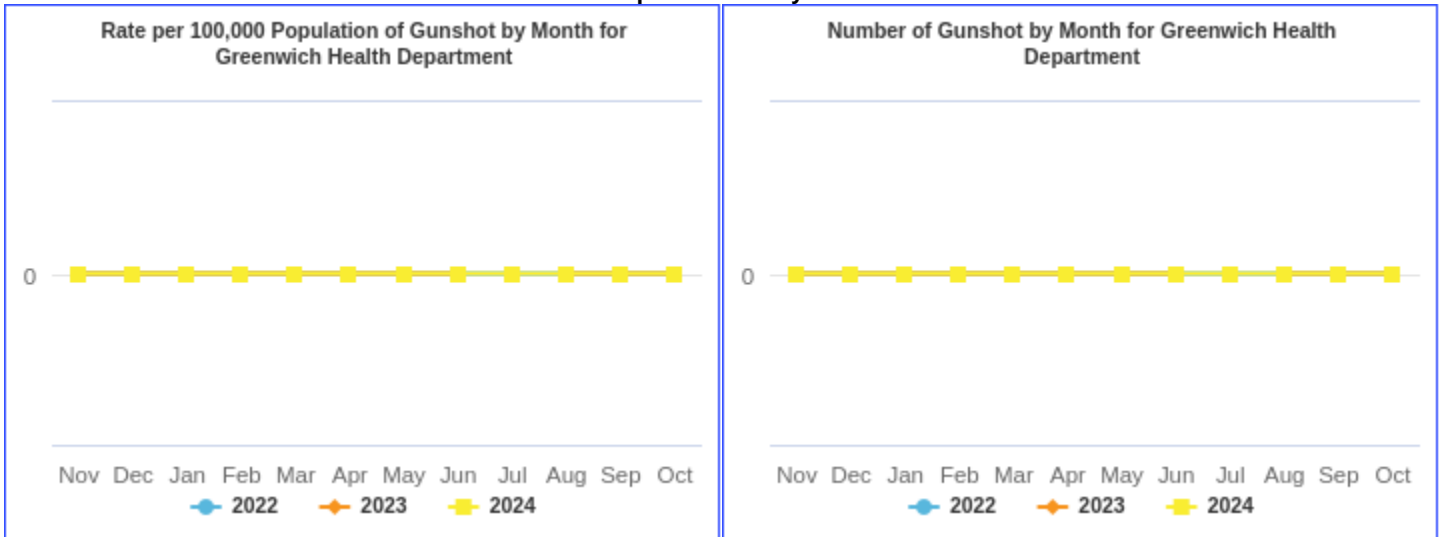 Rate per 100,000 Population of Gunshot by Month for
Greenwich Health Department
0
Nov Dec Jan Feb Mar Apr May Jun Jul Aug Sep Oct
2022 2023 2024
Number of Gunshot by Month for Greenwich Health
Department
0
Nov Dec Jan Feb Mar Apr May Jun Jul Aug Sep Oct
2022 2023 2024